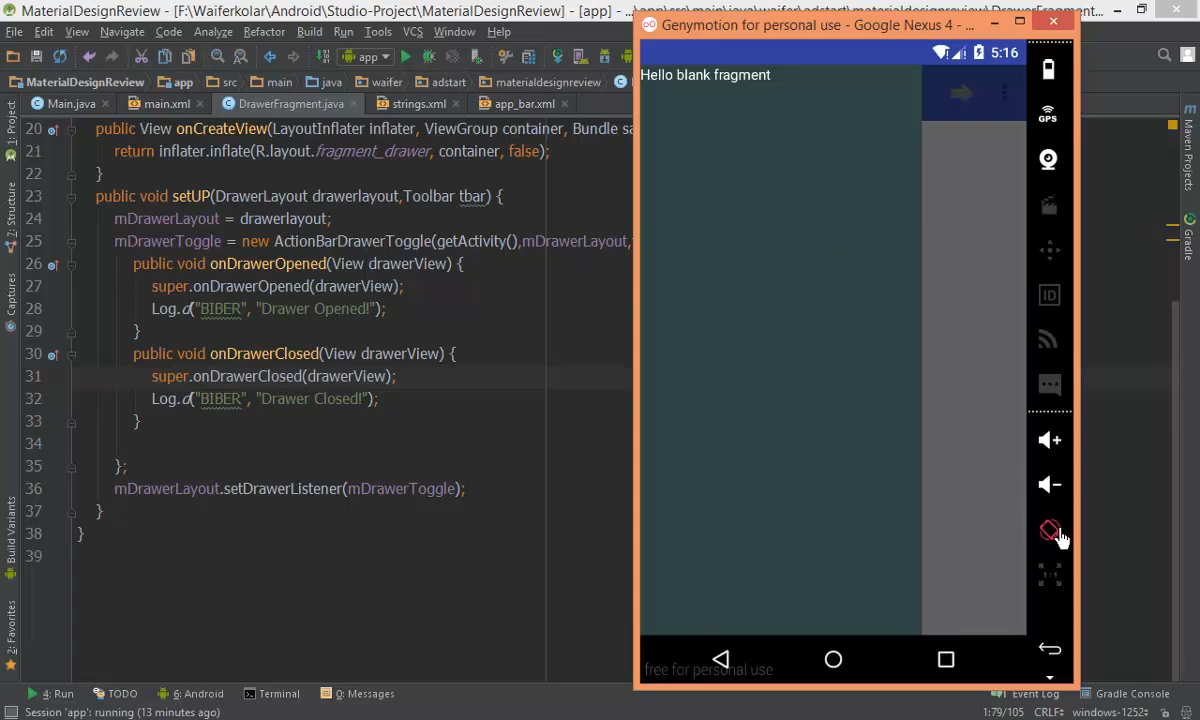 MaterialDesignReview - [F:\Waiferkolar\Android\Studio-Project\MaterialDesignReview] - [app] -
File Edit View Navigate Code Analyze Refactor Build Run Tools VCS Window Help
app
MaterialDesignReview app src main java waifer adstart materialdesignreview
Main.java main.xml DrawerFragment.java strings.xml app_bar.xml
20 public View onCreateView(LayoutInflater inflater, ViewGroup container, Bundle sa
21 return inflater.inflate(R.layout.fragment_drawer, container, false);
22 }
23 public void setUP(DrawerLayout drawerlayout,Toolbar tbar) {
24 mDrawerLayout = drawerlayout;
25 mDrawerToggle = new ActionBarDrawerToggle(getActivity(),mDrawerLayout,
26 public void onDrawerOpened(View drawerView) {
27 super.onDrawerOpened(drawerView);
28 Log.d("BIBER", "Drawer Opened!");
29 }
30 public void onDrawerClosed(View drawerView) {
31 super.onDrawerClosed(drawerView);
32 Log.d("BIBER", "Drawer Closed!");
33 }
34
35 };
36 mDrawerLayout.setDrawerListener(mDrawerToggle);
37 }
38 }
39
1: Project
7: Structure
Captures
Build Variants
2: Favorites
Genymotion for personal use - Google Nexus 4 - ...
5:16
Hello blank fragment
free for personal use
GPS
ID
1:1
Maven Projects
Gradle
4: Run TODO 6: Android Terminal 0: Messages Event Log Gradle Console
Session 'app': running (13 minutes ago) 1:79/105 CRLF windows-1252